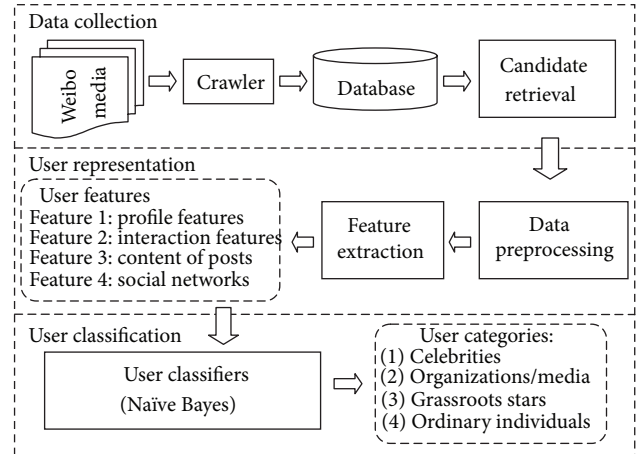 Data collection
Weibo
media
Crawler
Database
Candidate
retrieval
User representation
User features
Feature 1: profile features
Feature 2: interaction features
Feature 3: content of posts
Feature 4: social networks
Feature
extraction
Data
preprocessing
User classification
User classifiers
(Naïve Bayes)
User categories:
(1) Celebrities
(2) Organizations/media
(3) Grassroots stars
(4) Ordinary individuals